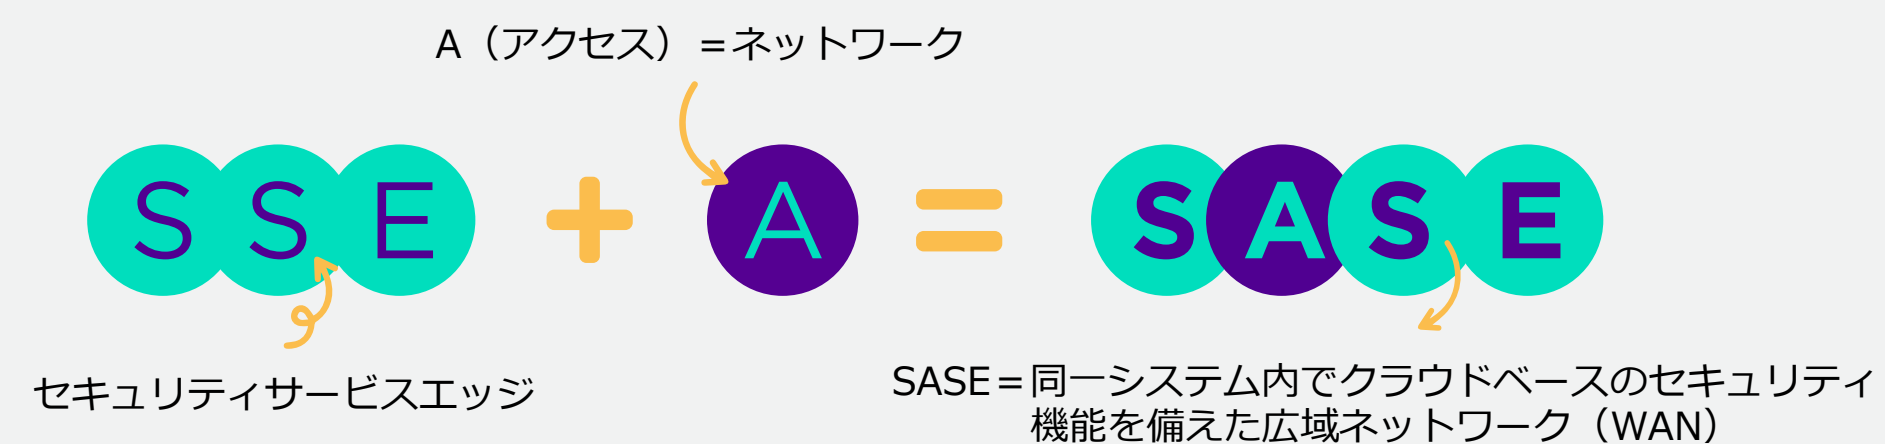 A（アクセス）＝ネットワーク
SSE + A = SASE
セキュリティサービスエッジ
SASE＝同一システム内でクラウドベースのセキュリティ
機能を備えた広域ネットワーク（WAN）